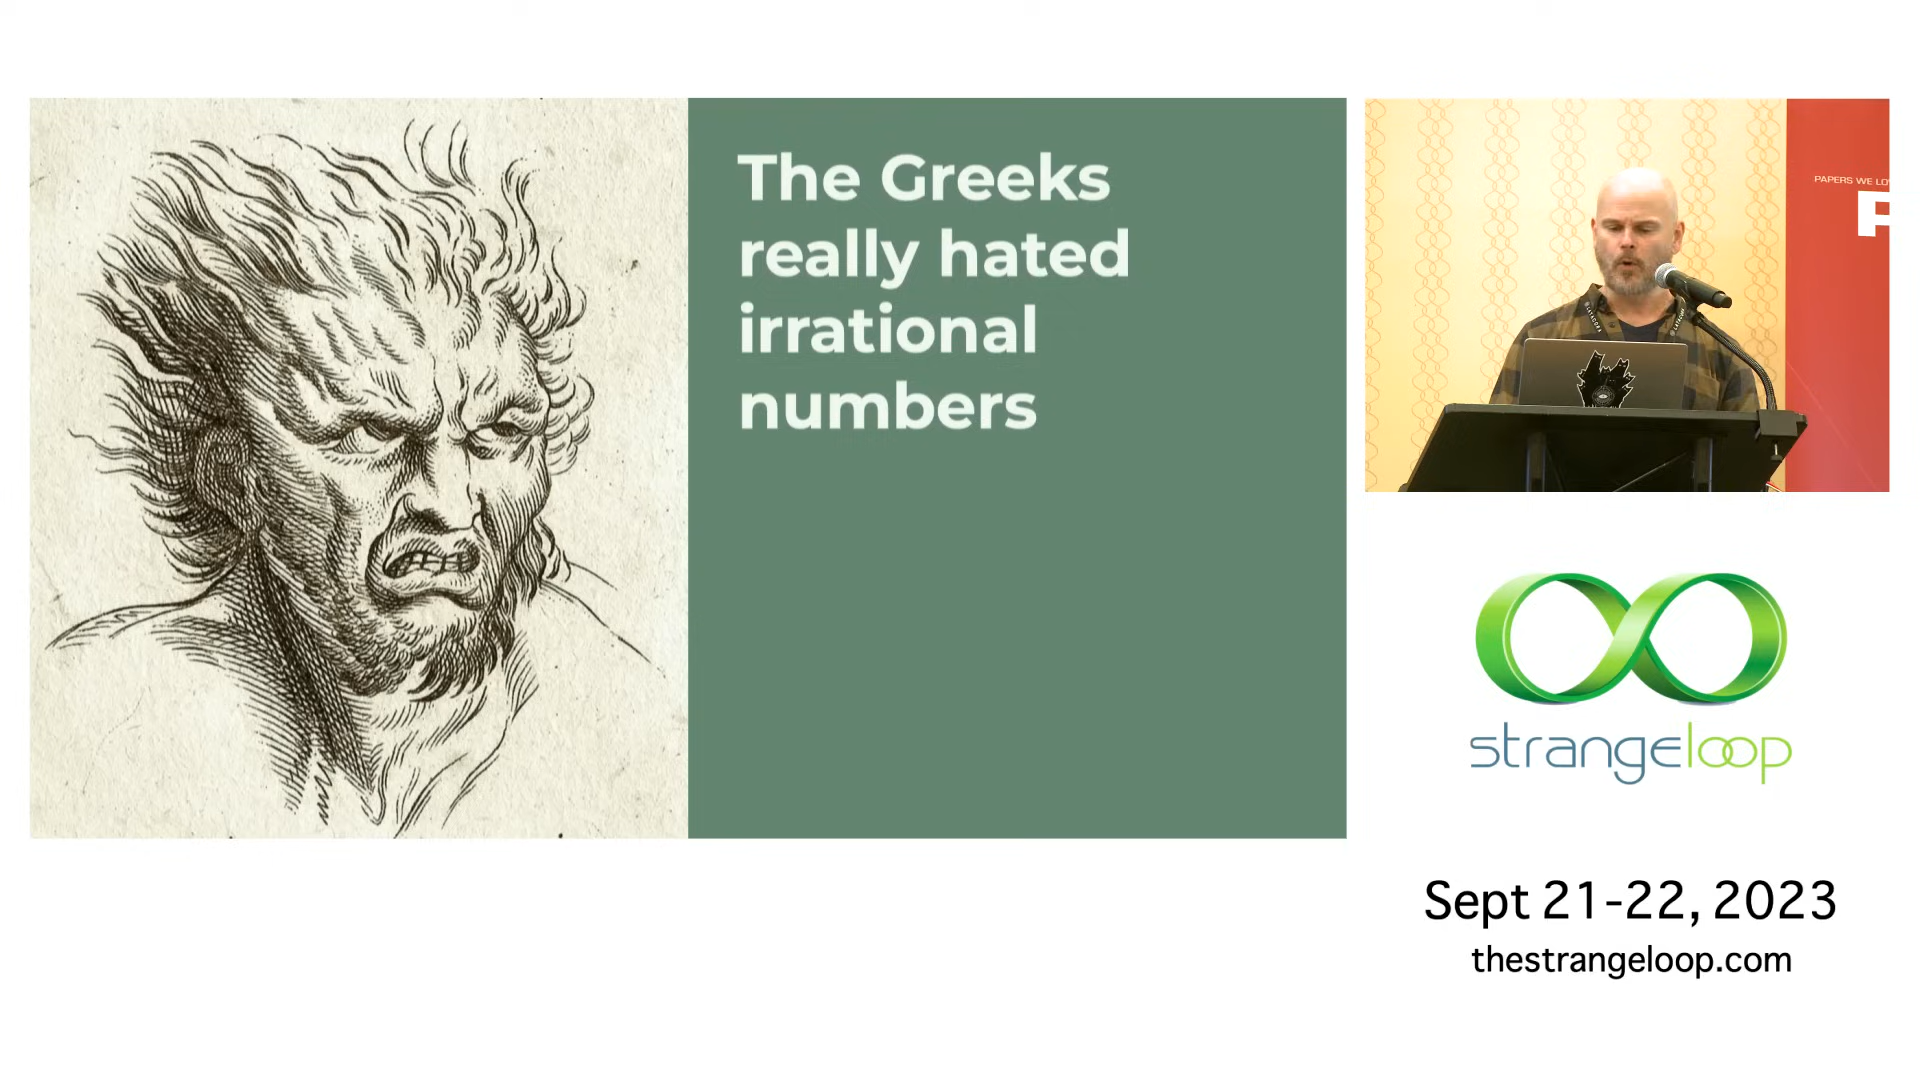 The Greeks
really hated
irrational
numbers
PAPERS WE LO
strangeloop
Sept 21-22, 2023
thestrangeloop.com